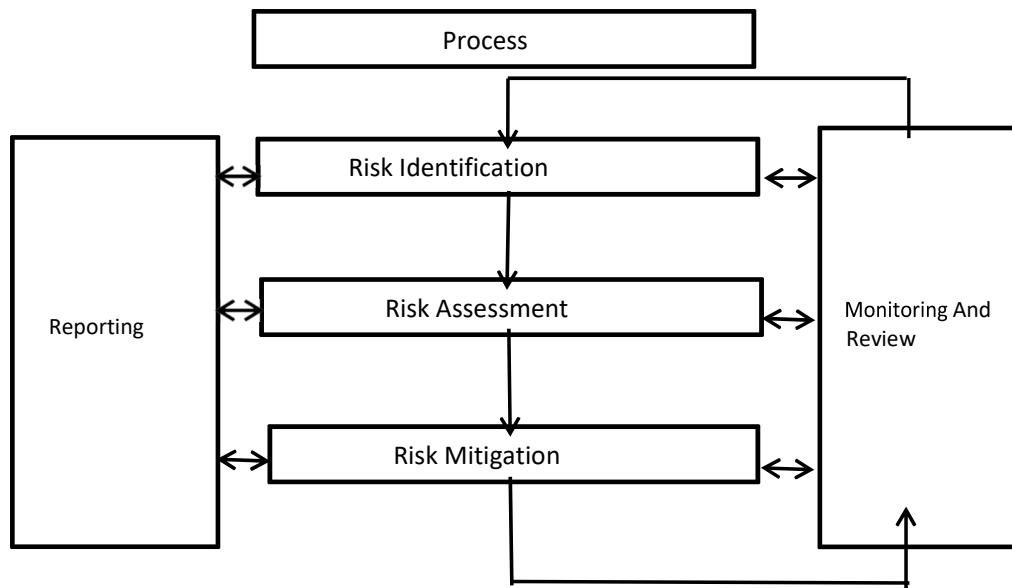 Process
Risk Identification
Risk Assessment
Reporting
Monitoring And
Review
Risk Mitigation